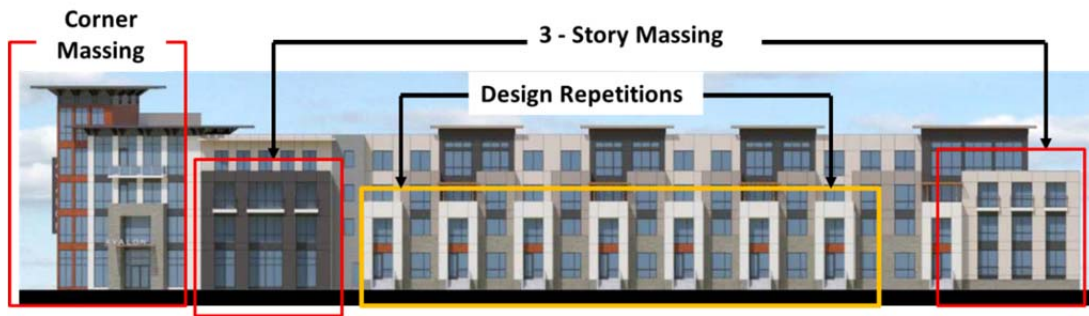 Corner
Massing
3 - Story Massing
Design Repetitions
AVALON